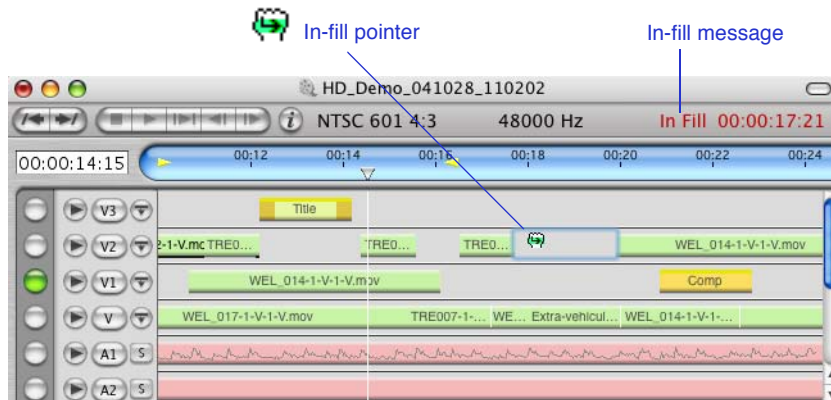 In-fill pointer
In-fill message
HD_Demo_041028_110202
NTSC 601 4:3 48000 Hz In Fill 00:00:17:21
00:00:14:15 00:12 00:14 00:16 00:18 00:20 00:22 00:24
V3 Title
V2 2-1-V.mc TRE0... TRE0... TRE0... WEL_014-1-V-1-V.mov
V1 WEL_014-1-V-1-V.mov Comp
V WEL_017-1-V-1-V.mov TRE007-1-... WE... Extra-vehicul... WEL_014-1-V-1-...
A1 S
A2 S